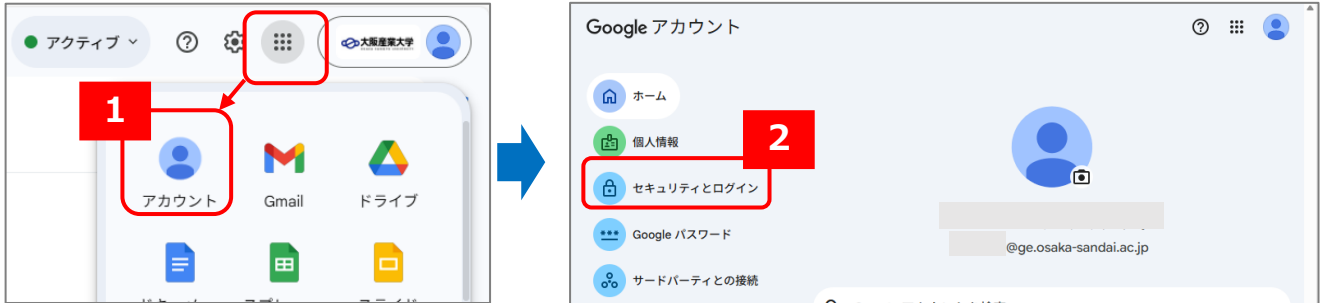 アクティブ
大阪産業大学
1
アカウント
Gmail
ドライブ
Google アカウント
ホーム
個人情報
2
セキュリティとログイン
Google パスワード
サードパーティとの接続
@ge.osaka-sandai.ac.jp